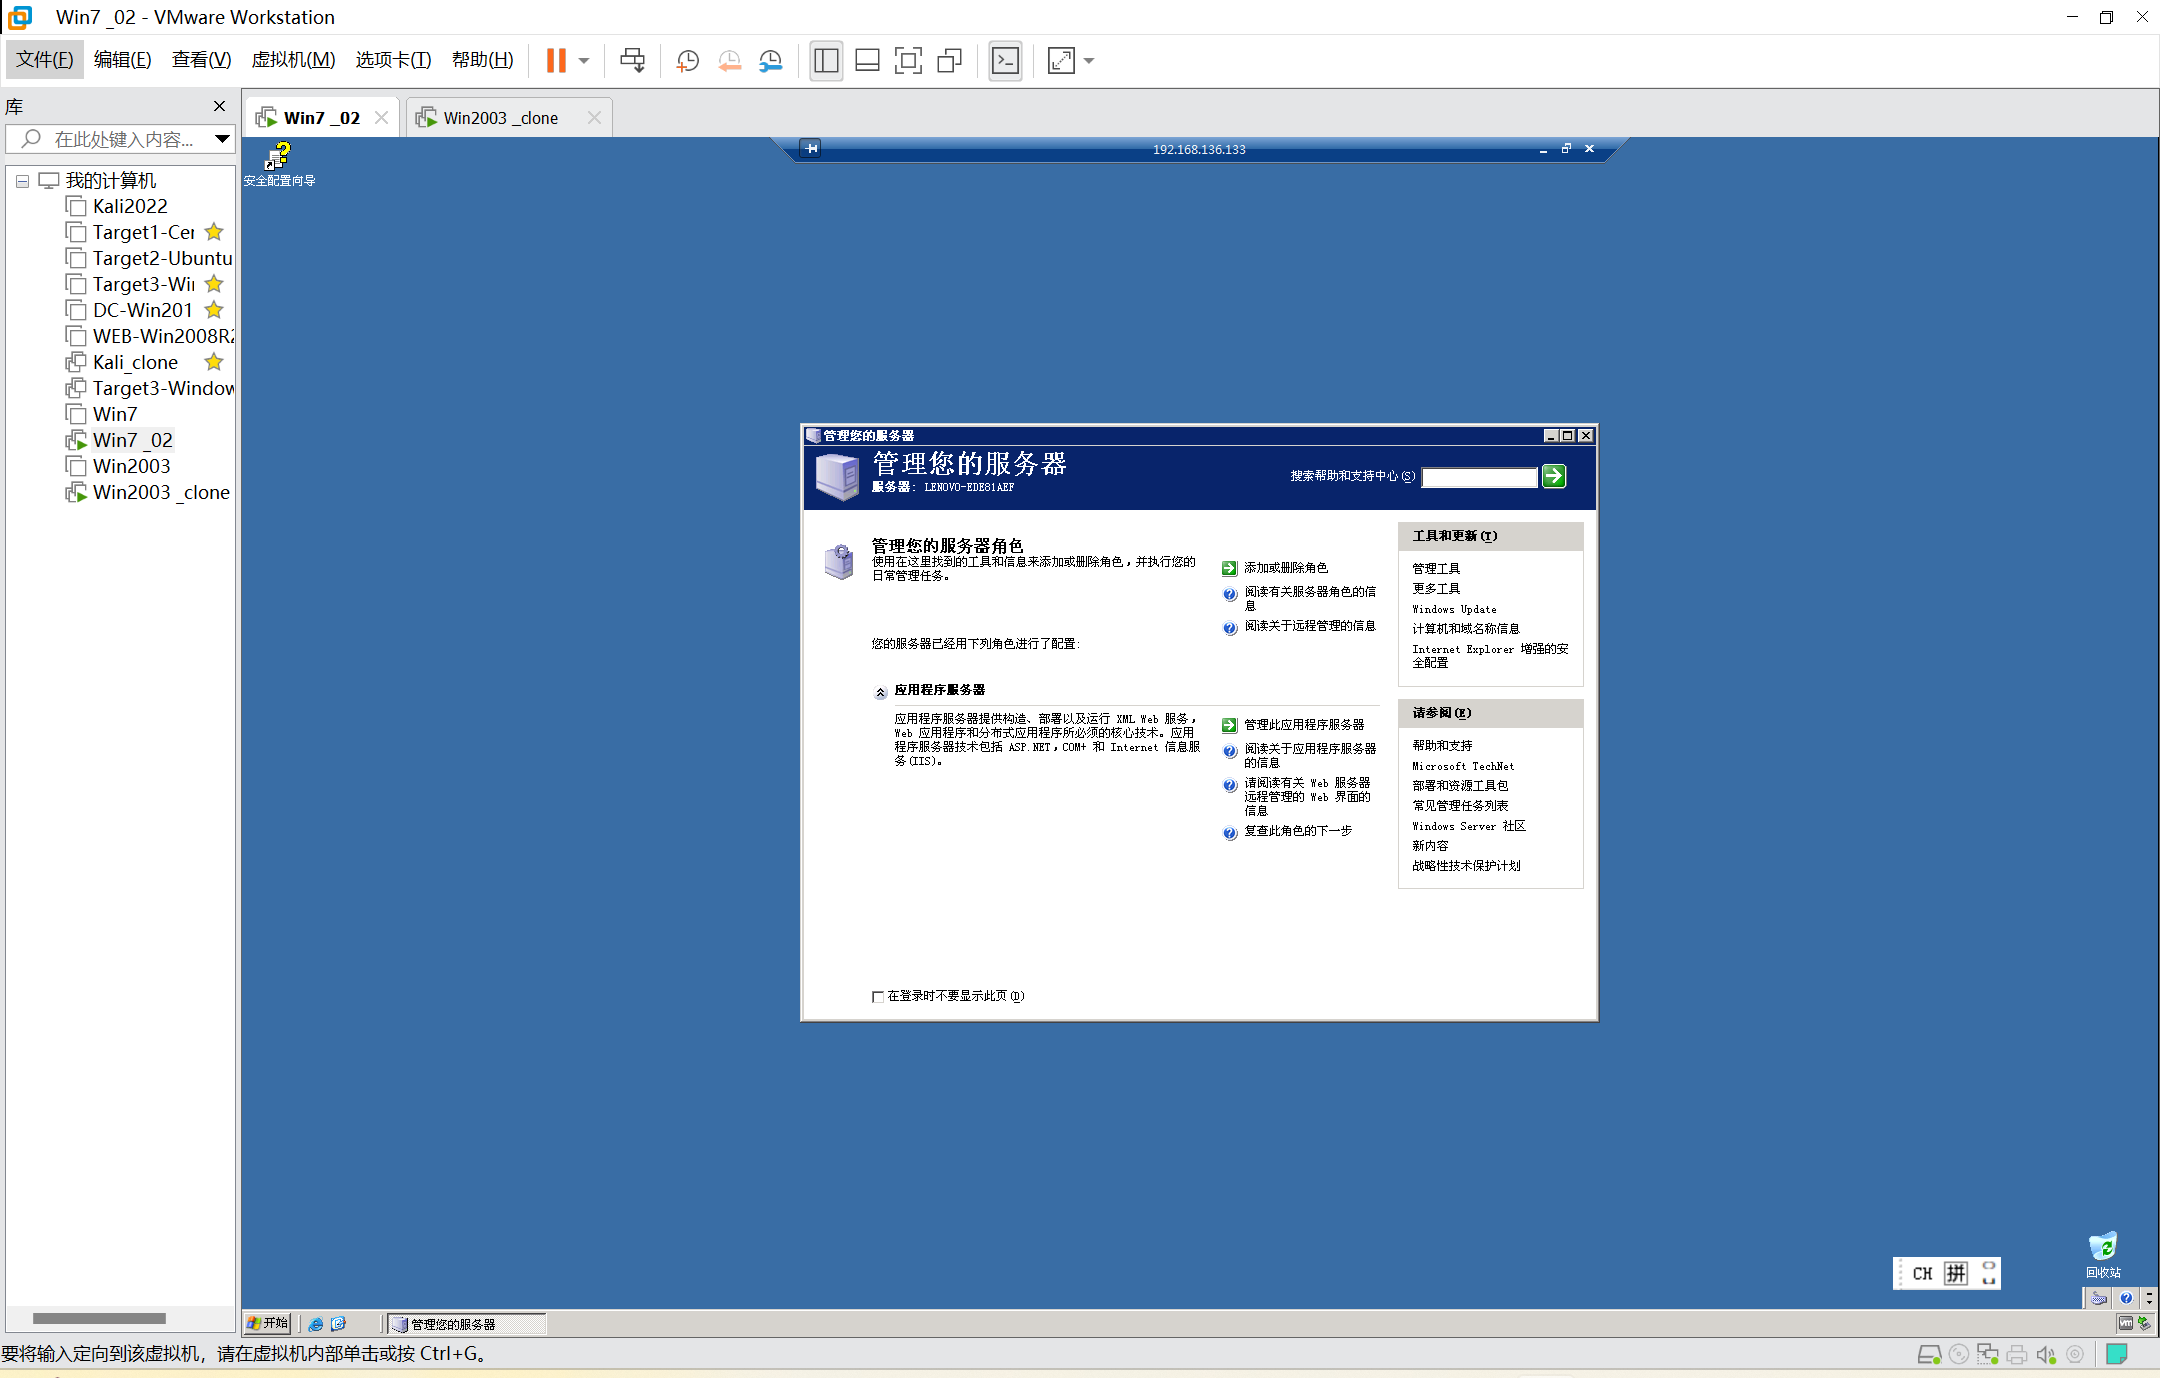 Win7 _02 - VMware Workstation
文件(F) 编辑(E) 查看(V) 虚拟机(M) 选项卡(T) 帮助(H)
库
在此处键入内容...
我的计算机
Kali2022
Target1-Cer
Target2-Ubuntu
Target3-Wir
DC-Win201
WEB-Win2008R2
Kali_clone
Target3-Window
Win7
Win7 _02
Win2003
Win2003 _clone
Win7 _02
Win2003 _clone
192.168.136.133
安全配置向导
管理您的服务器
管理您的服务器
服务器： LENOVO-EDE81AEF
搜索帮助和支持中心(S)
管理您的服务器角色
使用在这里找到的工具和信息来添加或删除角色，并执行您的
日常管理任务。
添加或删除角色
阅读有关服务器角色的信
息
阅读关于远程管理的信息
您的服务器已经用下列角色进行了配置:
应用程序服务器
应用程序服务器提供构造、部署以及运行 XML Web 服务，
Web 应用程序和分布式应用程序所必须的核心技术。应用
程序服务器技术包括 ASP.NET，COM+ 和 Internet 信息服
务(IIS)。
管理此应用程序服务器
阅读关于应用程序服务器
的信息
请阅读有关 Web 服务器
远程管理的 Web 界面的
信息
复查此角色的下一步
工具和更新(T)
管理工具
更多工具
Windows Update
计算机和域名称信息
Internet Explorer 增强的安
全配置
请参阅(E)
帮助和支持
Microsoft TechNet
部署和资源工具包
常见管理任务列表
Windows Server 社区
新内容
战略性技术保护计划
在登录时不要显示此页(D)
CH 拼
回收站
开始
管理您的服务器
要将输入定向到该虚拟机，请在虚拟机内部单击或按 Ctrl+G。